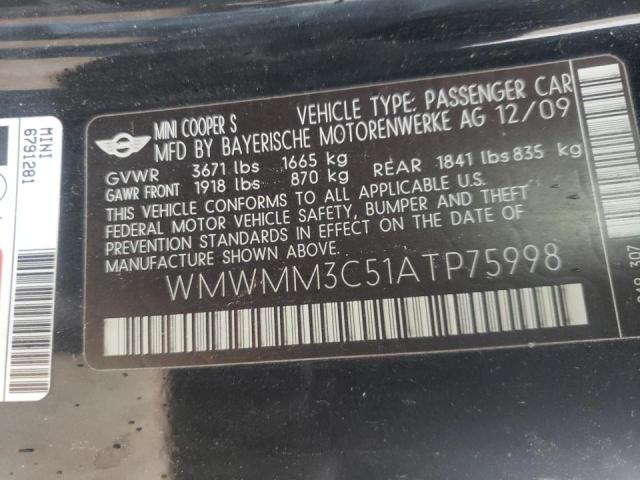 MINI COOPER S VEHICLE TYPE: PASSENGER CAR
MFD BY BAYERISCHE MOTORENWERKE AG 12/09
GVWR 3671 lbs 1665 kg
GAWR FRONT 1918 lbs 870 kg REAR 1841 lbs 835 kg
THIS VEHICLE CONFORMS TO ALL APPLICABLE U.S.
FEDERAL MOTOR VEHICLE SAFETY, BUMPER AND THEFT
PREVENTION STANDARDS IN EFFECT ON THE DATE OF
MANUFACTURE SHOWN ABOVE.
WMWMM3C51ATP75998
MINI
6791281
307